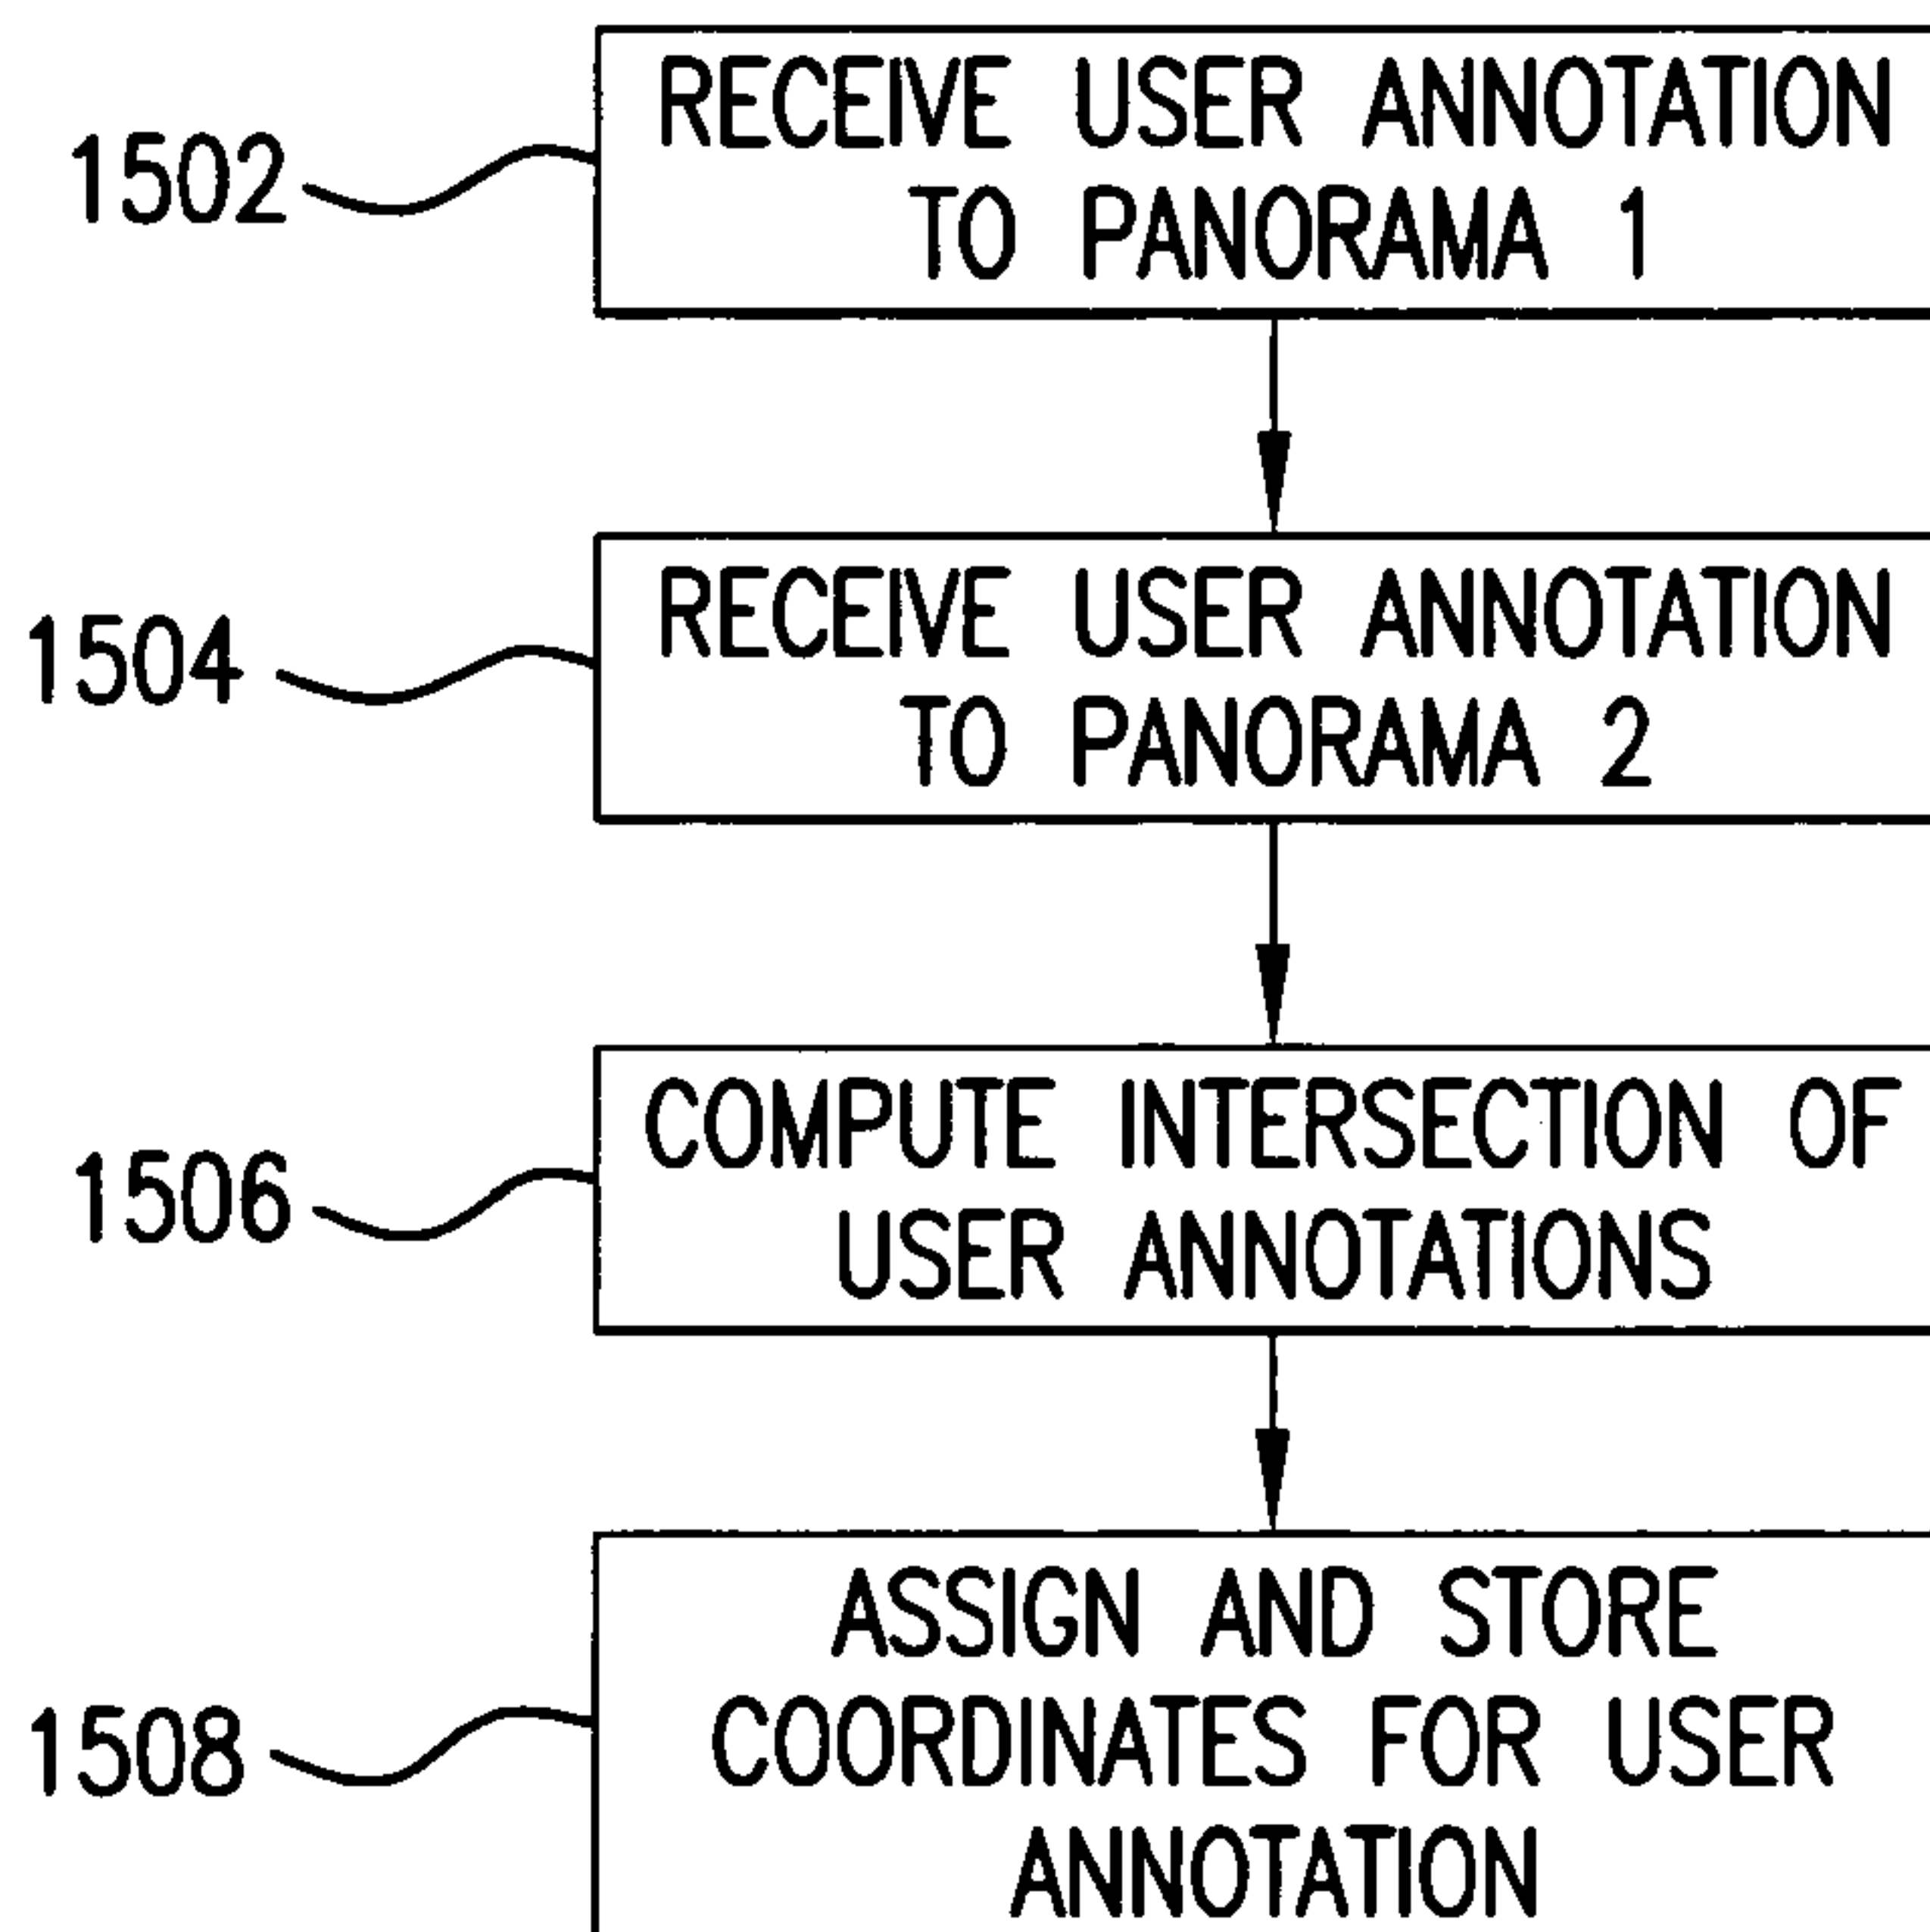 1502
RECEIVE USER ANNOTATION
TO PANORAMA 1
1504
RECEIVE USER ANNOTATION
TO PANORAMA 2
1506
COMPUTE INTERSECTION OF
USER ANNOTATIONS
1508
ASSIGN AND STORE
COORDINATES FOR USER
ANNOTATION